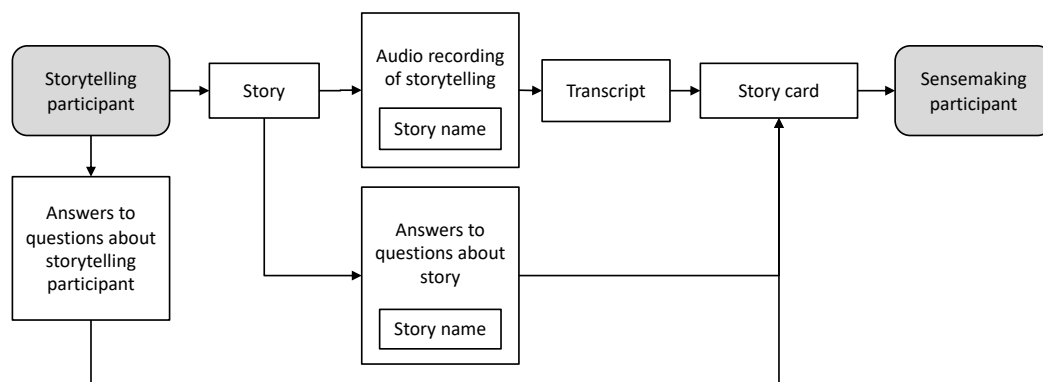 Storytelling
participant
Story
Audio recording
of storytelling
Story name
Transcript
Story card
Sensemaking
participant
Answers to
questions about
storytelling
participant
Answers to
questions about
story
Story name